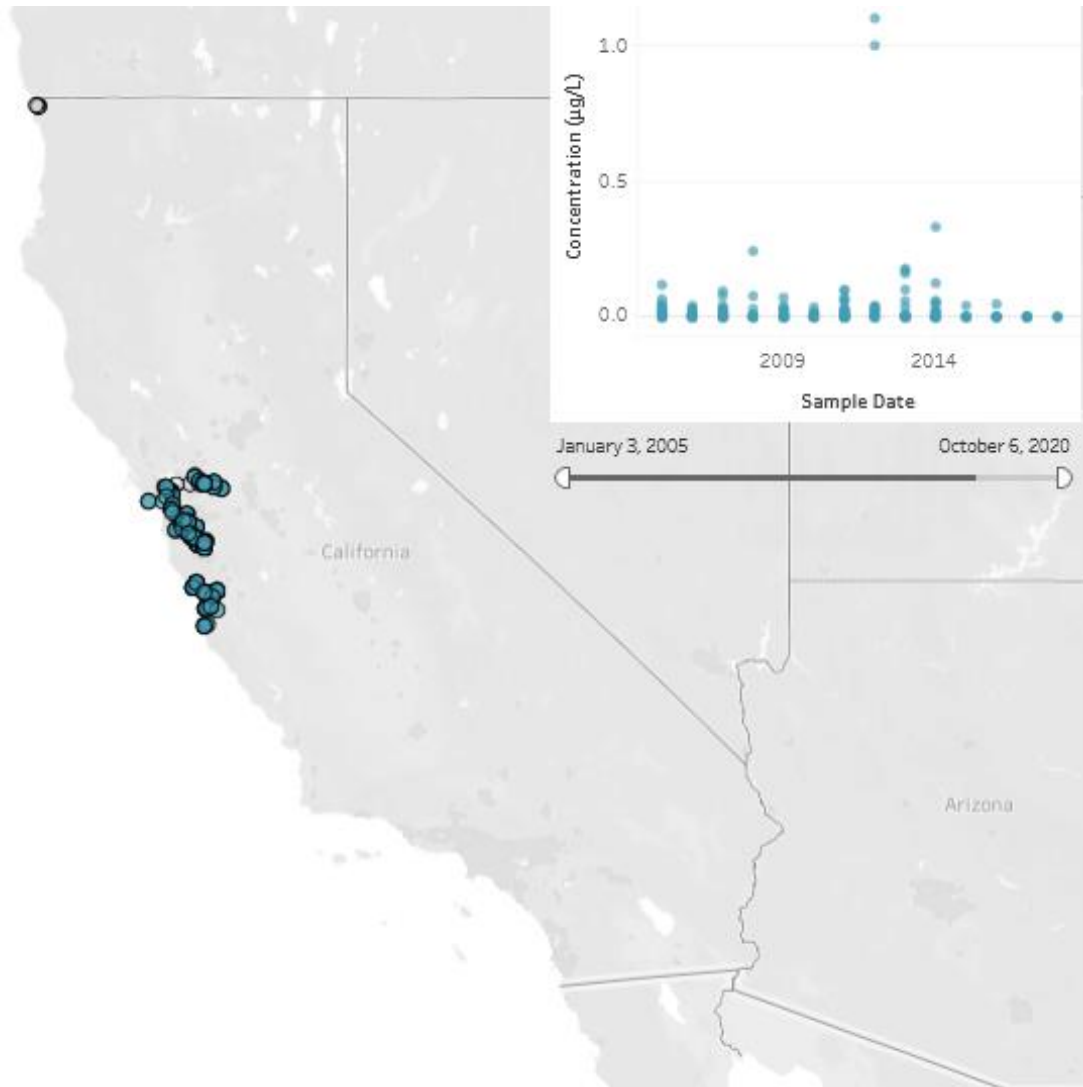 1.0
0.5
0.0
Concentration (µg/L)
2009 2014
Sample Date
January 3, 2005 October 6, 2020
California
Arizona